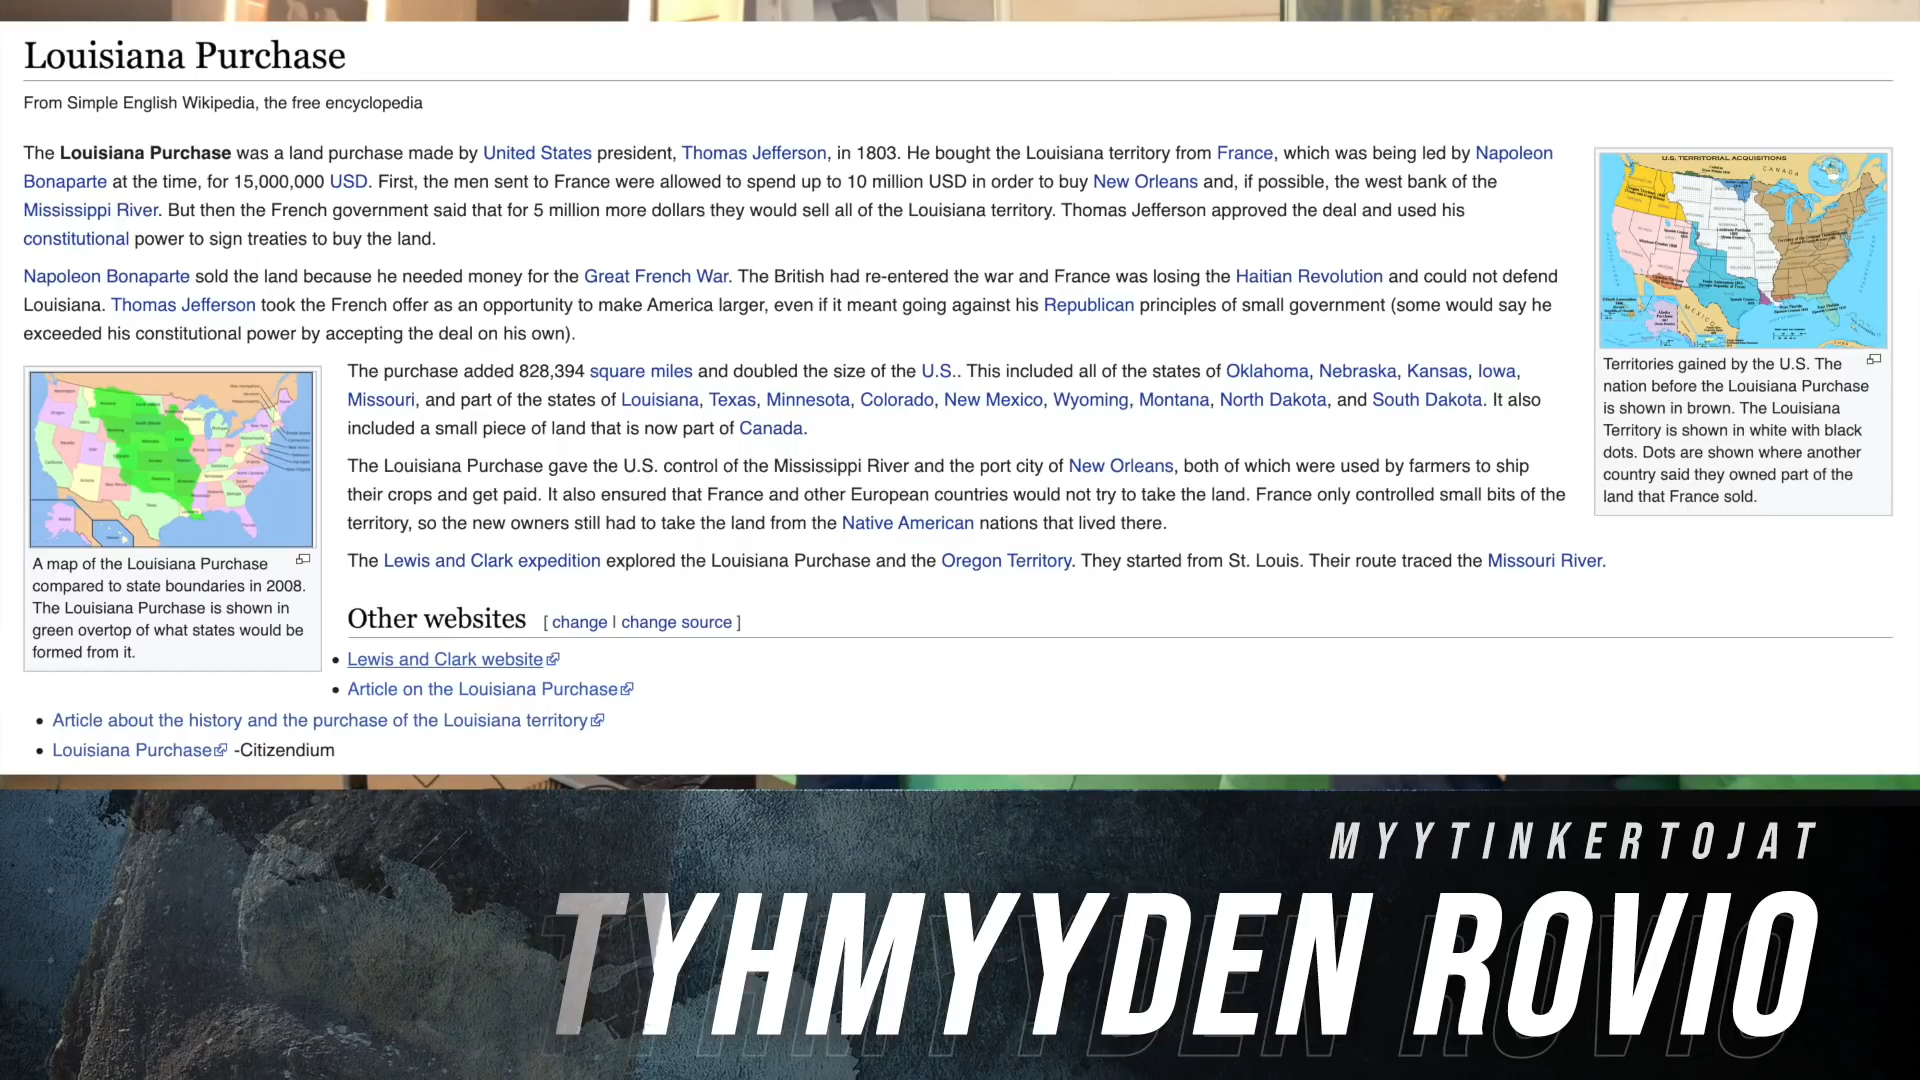 Louisiana Purchase
From Simple English Wikipedia, the free encyclopedia
The Louisiana Purchase was a land purchase made by United States president, Thomas Jefferson, in 1803. He bought the Louisiana territory from France, which was being led by Napoleon
Bonaparte at the time, for 15,000,000 USD. First, the men sent to France were allowed to spend up to 10 million USD in order to buy New Orleans and, if possible, the west bank of the
Mississippi River. But then the French government said that for 5 million more dollars they would sell all of the Louisiana territory. Thomas Jefferson approved the deal and used his
constitutional power to sign treaties to buy the land.
Napoleon Bonaparte sold the land because he needed money for the Great French War. The British had re-entered the war and France was losing the Haitian Revolution and could not defend
Louisiana. Thomas Jefferson took the French offer as an opportunity to make America larger, even if it meant going against his Republican principles of small government (some would say he
exceeded his constitutional power by accepting the deal on his own).
U.S. TERRITORIAL ACQUISITIONS
CANADA
MEXICO
Territories gained by the U.S. The
nation before the Louisiana Purchase
is shown in brown. The Louisiana
Territory is shown in white with black
dots. Dots are shown where another
country said they owned part of the
land that France sold.
The purchase added 828,394 square miles and doubled the size of the U.S.. This included all of the states of Oklahoma, Nebraska, Kansas, Iowa,
Missouri, and part of the states of Louisiana, Texas, Minnesota, Colorado, New Mexico, Wyoming, Montana, North Dakota, and South Dakota. It also
included a small piece of land that is now part of Canada.
The Louisiana Purchase gave the U.S. control of the Mississippi River and the port city of New Orleans, both of which were used by farmers to ship
their crops and get paid. It also ensured that France and other European countries would not try to take the land. France only controlled small bits of the
territory, so the new owners still had to take the land from the Native American nations that lived there.
The Lewis and Clark expedition explored the Louisiana Purchase and the Oregon Territory. They started from St. Louis. Their route traced the Missouri River.
A map of the Louisiana Purchase
compared to state boundaries in 2008.
The Louisiana Purchase is shown in
green overtop of what states would be
formed from it.
Other websites [ change | change source ]
• Lewis and Clark website
• Article on the Louisiana Purchase
• Article about the history and the purchase of the Louisiana territory
• Louisiana Purchase -Citizendium
MYYTINKERTOJAT
TYHMYYDEN ROVIO